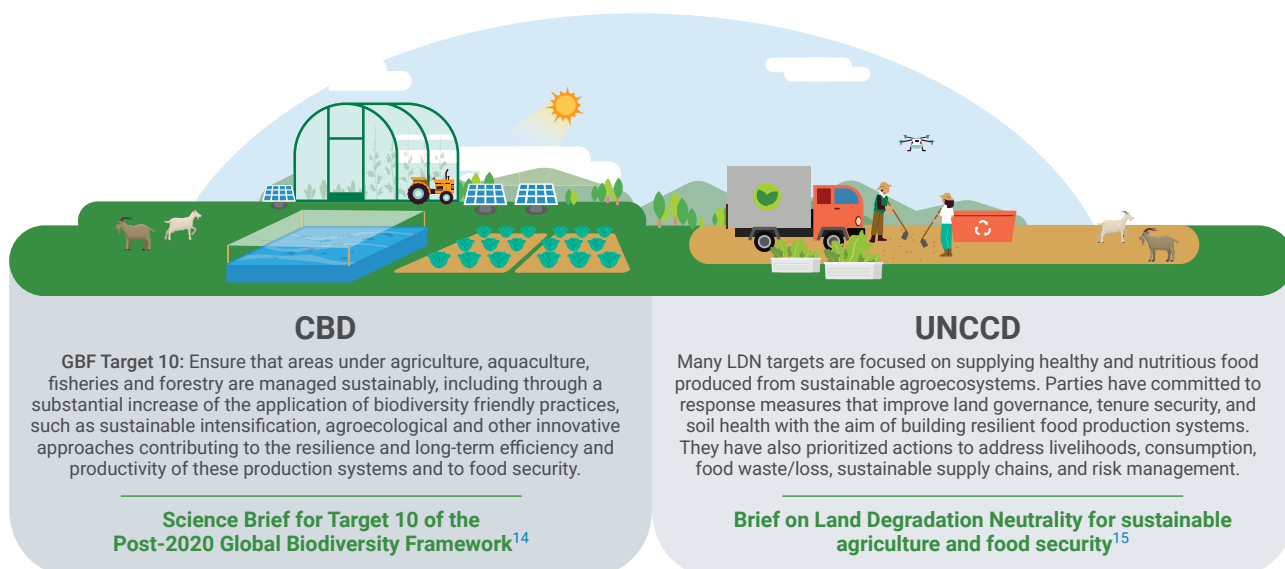 CBD
GBF Target 10: Ensure that areas under agriculture, aquaculture,
fisheries and forestry are managed sustainably, including through a
substantial increase of the application of biodiversity friendly practices,
such as sustainable intensification, agroecological and other innovative
approaches contributing to the resilience and long-term efficiency and
productivity of these production systems and to food security.
Science Brief for Target 10 of the
Post-2020 Global Biodiversity Framework14
UNCCD
Many LDN targets are focused on supplying healthy and nutritious food
produced from sustainable agroecosystems. Parties have committed to
response measures that improve land governance, tenure security, and
soil health with the aim of building resilient food production systems.
They have also prioritized actions to address livelihoods, consumption,
food waste/loss, sustainable supply chains, and risk management.
Brief on Land Degradation Neutrality for sustainable
agriculture and food security15